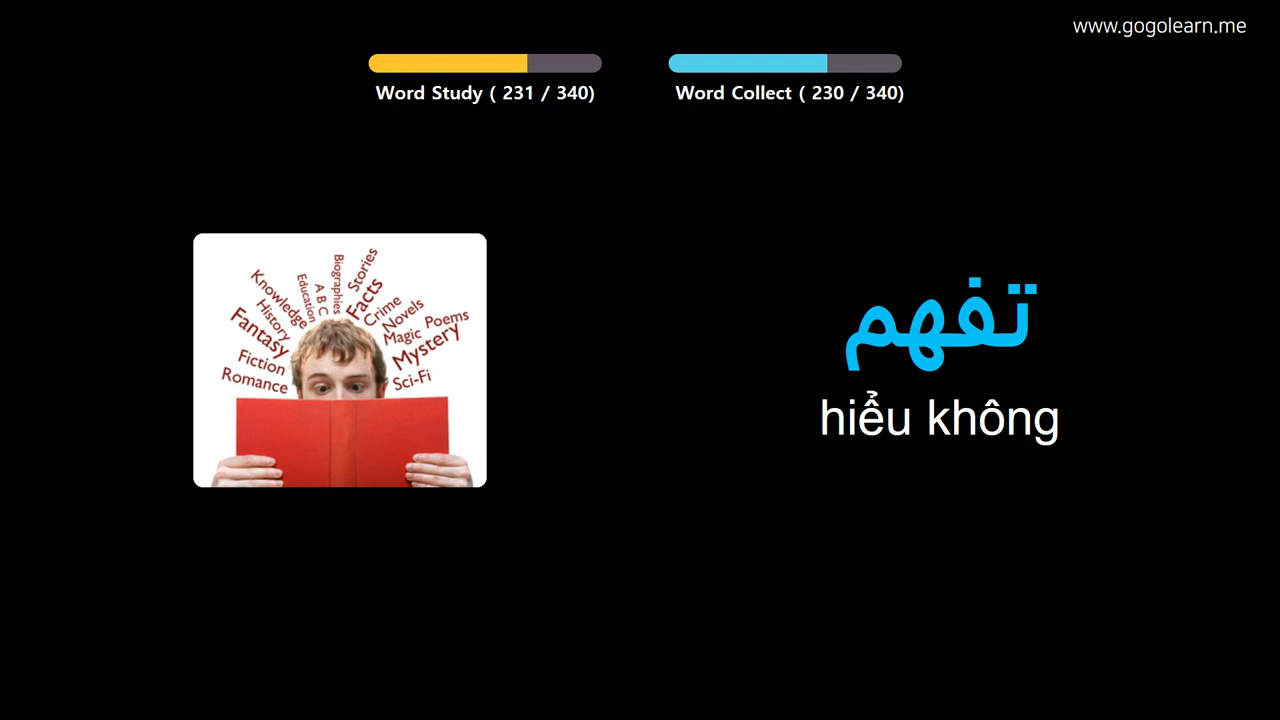 www.gogolearn.me
Word Study ( 231 / 340)
Word Collect ( 230 / 340)
Biographies
Stories
Education
A B C
Facts
Knowledge
History
Crime
Novels
Fantasy
Magic
Poems
Mystery
Fiction
Romance
Sci-Fi
تفهم
hiểu không